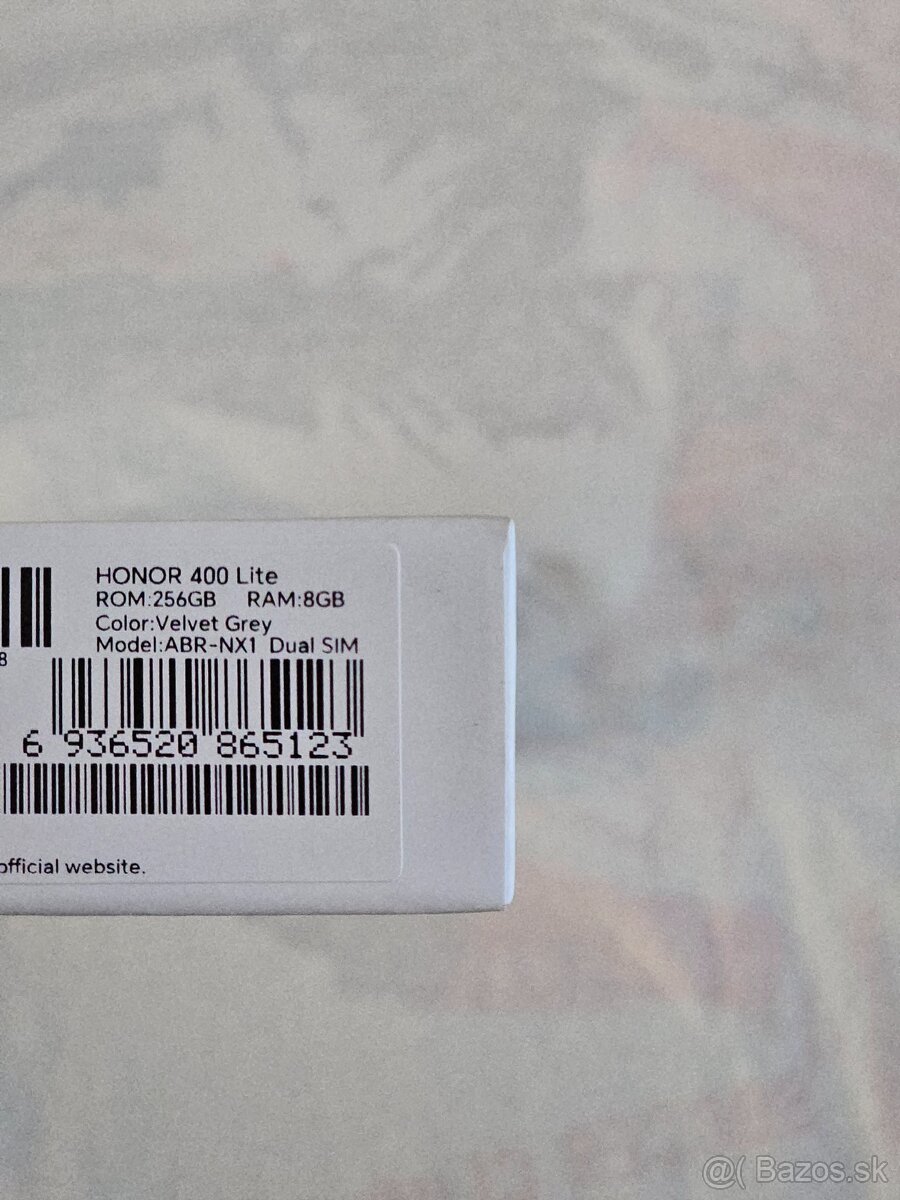 HONOR 400 Lite
ROM:256GB RAM:8GB
Color:Velvet Grey
Model:ABR-NX1 Dual SIM
8
6 936520 865123
official website.
@( Bazos.sk